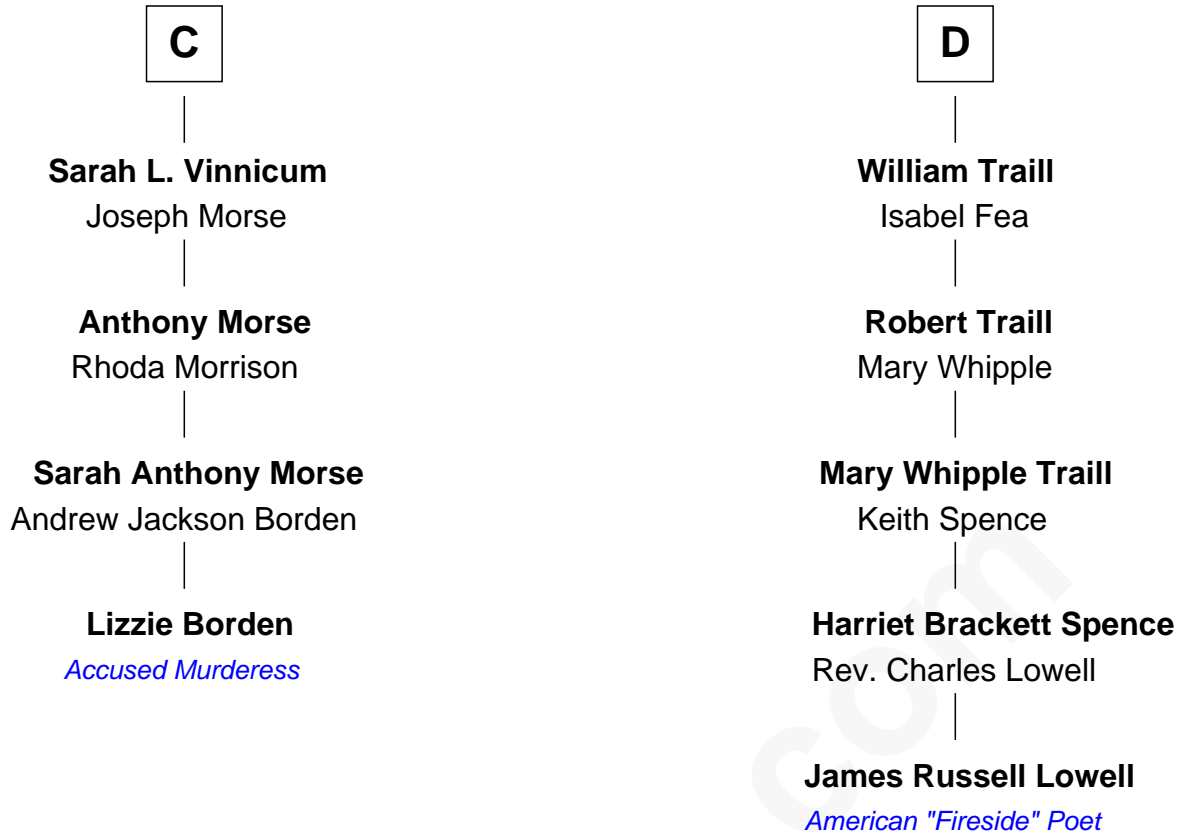 C
Sarah L. Vinnicum
Joseph Morse
Anthony Morse
Rhoda Morrison
Sarah Anthony Morse
Andrew Jackson Borden
Lizzie Borden
Accused Murderess
D
William Traill
Isabel Fea
Robert Traill
Mary Whipple
Mary Whipple Traill
Keith Spence
Harriet Brackett Spence
Rev. Charles Lowell
James Russell Lowell
American "Fireside" Poet
com